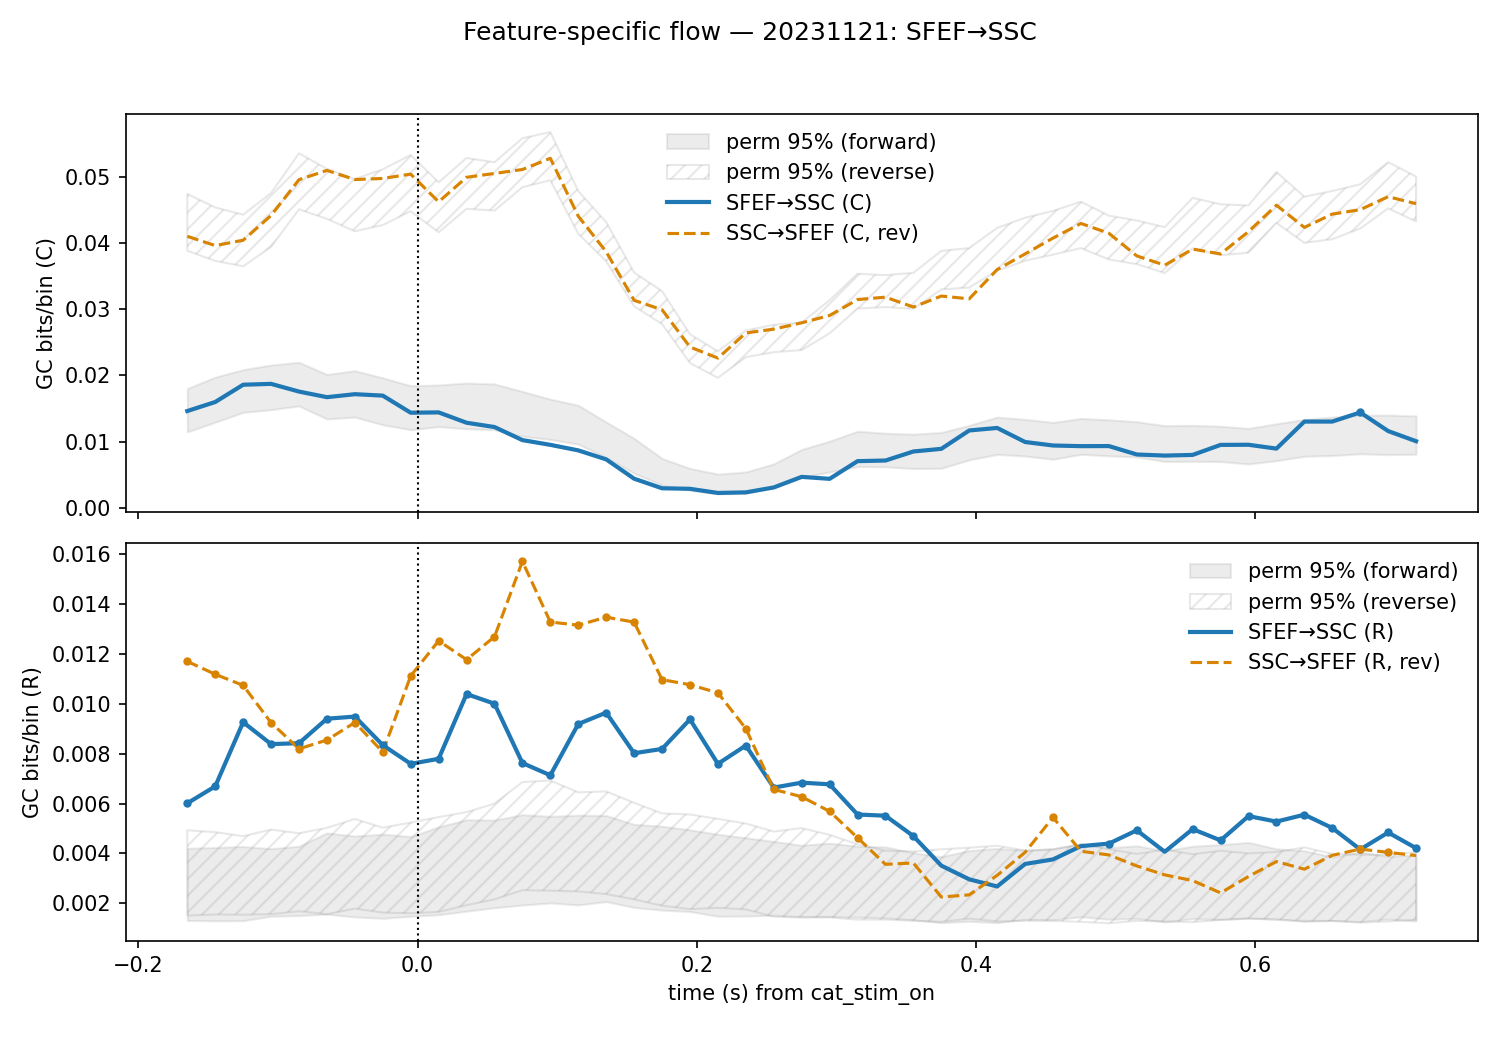 Feature-specific flow — 20231121: SFEF→SSC
GC bits/bin (C)
0.05
0.04
0.03
0.02
0.01
0.00
perm 95% (forward)
perm 95% (reverse)
SFEF→SSC (C)
SSC→SFEF (C, rev)
GC bits/bin (R)
0.016
0.014
0.012
0.010
0.008
0.006
0.004
0.002
perm 95% (forward)
perm 95% (reverse)
SFEF→SSC (R)
SSC→SFEF (R, rev)
−0.2
0.0
0.2
0.4
0.6
time (s) from cat_stim_on